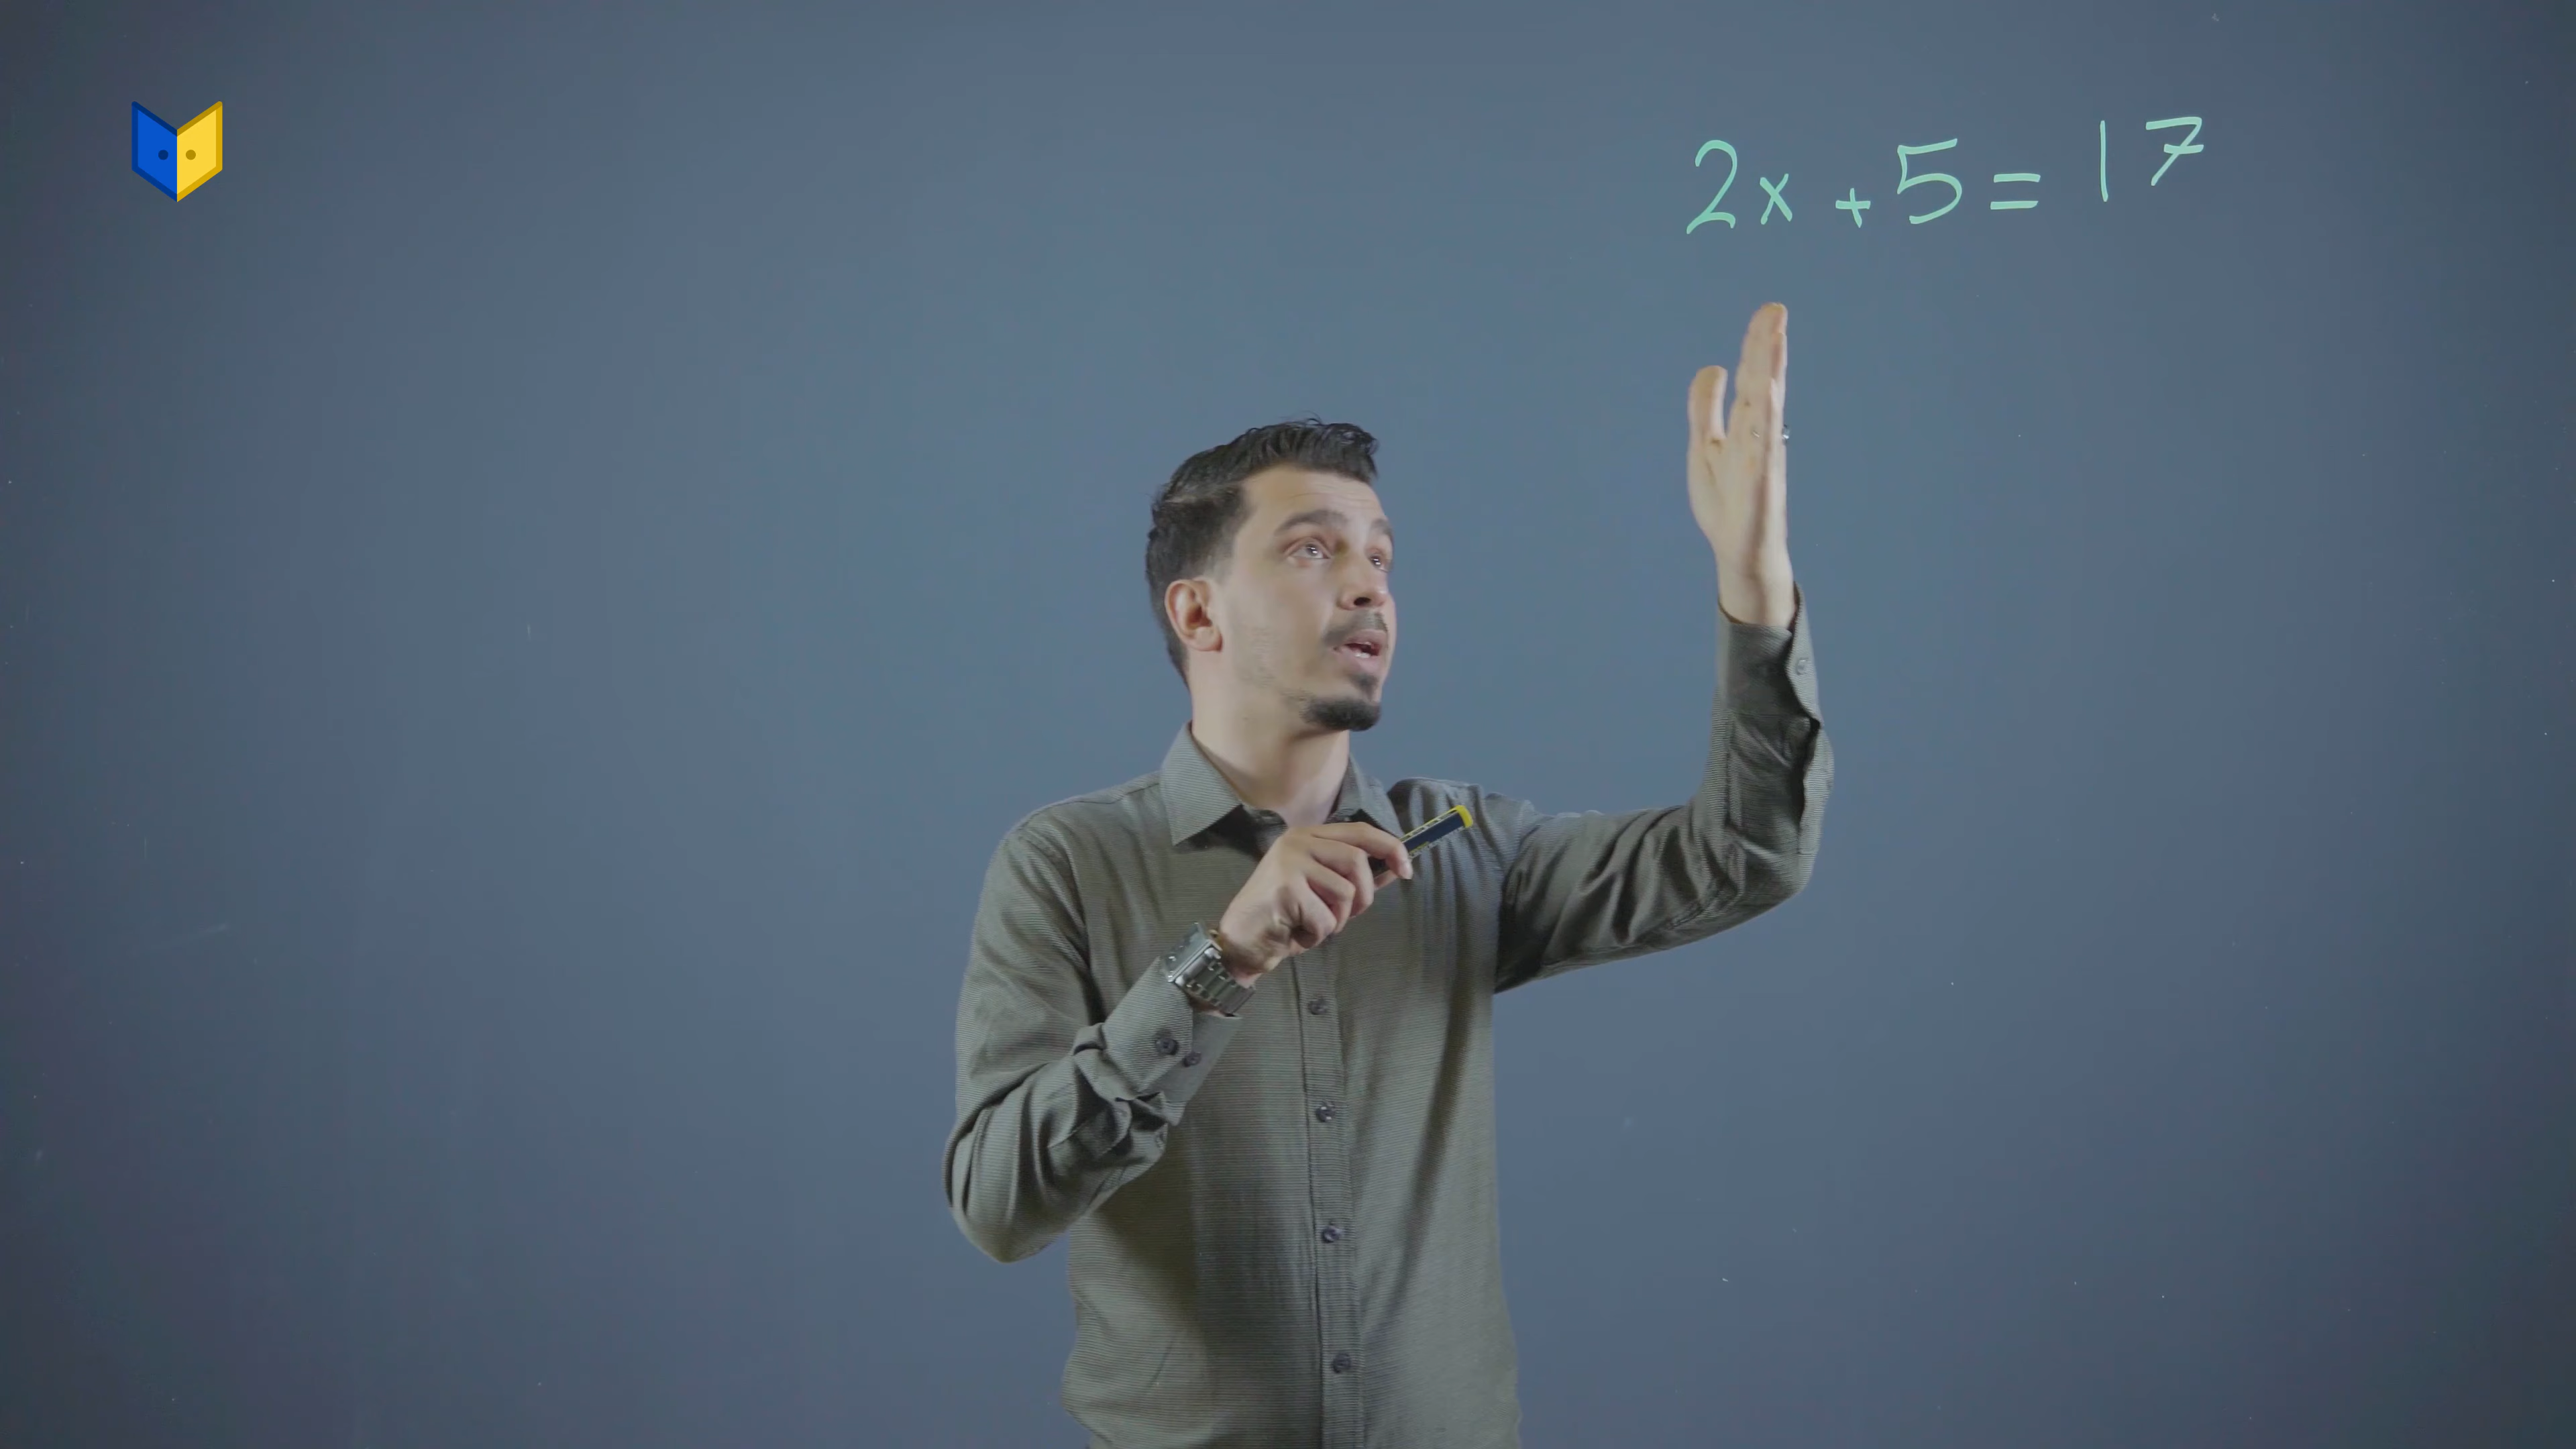 2x + 5 = 17